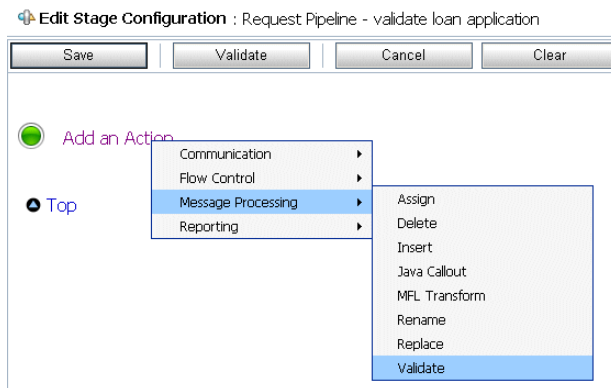 Edit Stage Configuration : Request Pipeline - validate loan application
Save Validate Cancel Clear
Add an Action
Communication
Flow Control
Message Processing
Reporting
Top
Assign
Delete
Insert
Java Callout
MFL Transform
Rename
Replace
Validate